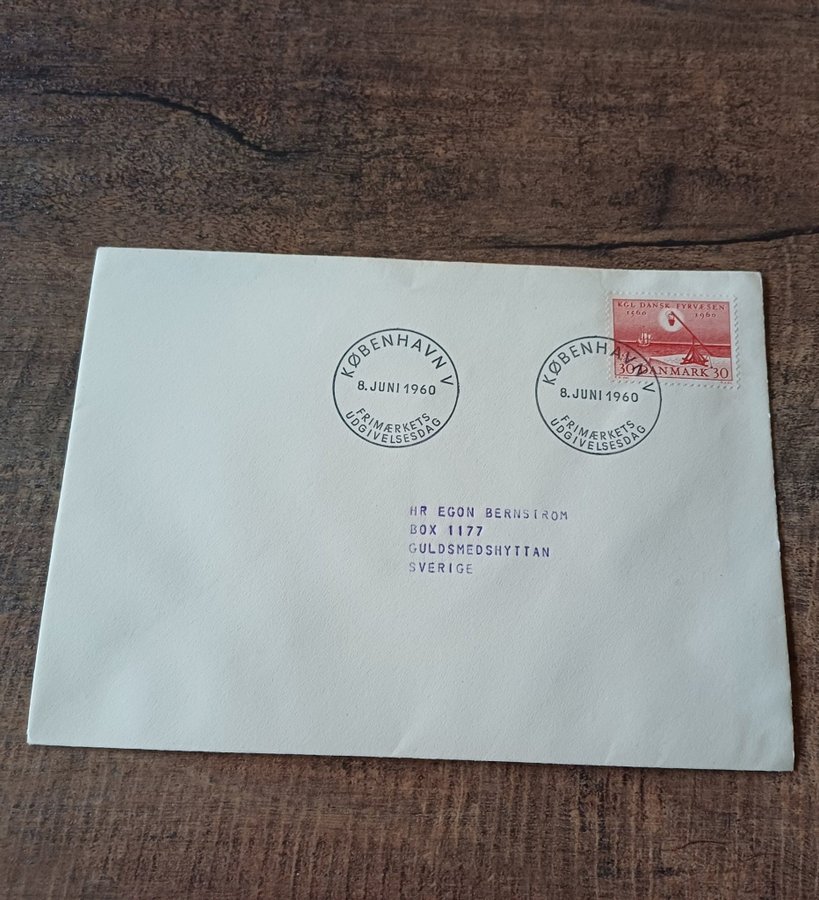 KØBENHAVN V
8. JUNI 1960
FRIMÆRKETS
UDGIVELSESDAG
KØBENHAVN V
8. JUNI 1960
FRIMÆRKETS
UDGIVELSESDAG
KGL DANSK FYRVÆSEN
1560 1960
30 DANMARK 30
HR EGON BERNSTROM
BOX 1177
GULDSMEDSHYTTAN
SVERIGE